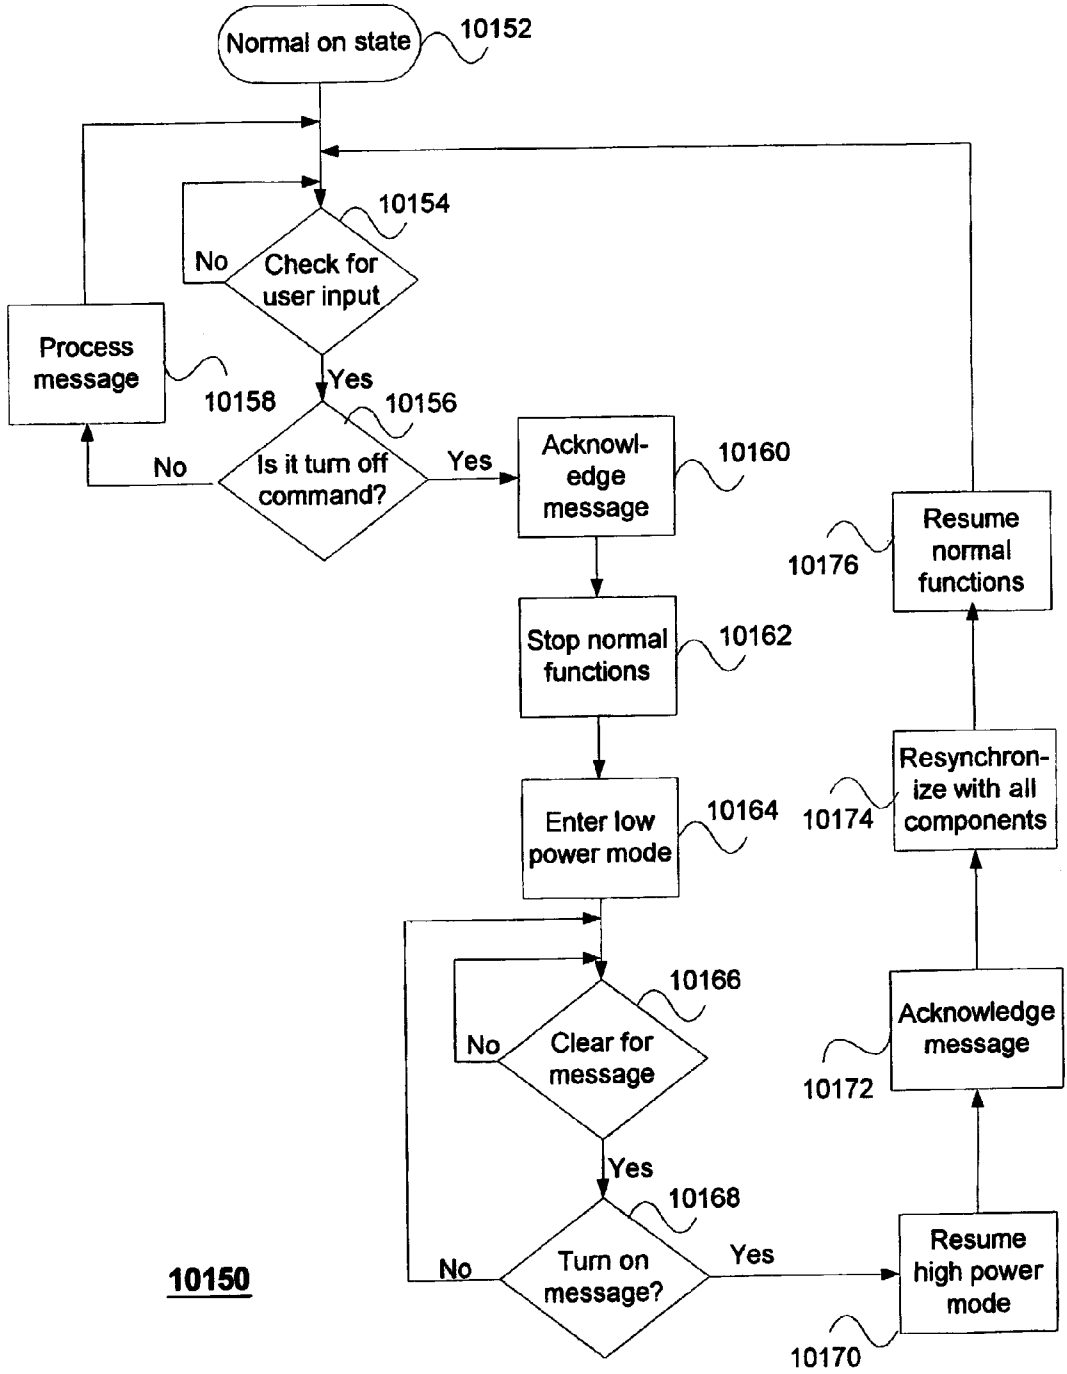 Normal on state
10152
10154
No
Check for
user input
Process
message
10158
Yes
10156
No
Is it turn off
command?
Yes
Acknowl-
edge
message
10160
Resume
normal
functions
10176
Stop normal
functions
10162
Resynchron-
ize with all
components
10174
Enter low
power mode
10164
10166
No
Clear for
message
Acknowledge
message
10172
Yes
10168
No
Turn on
message?
Yes
Resume
high power
mode
10170
10150